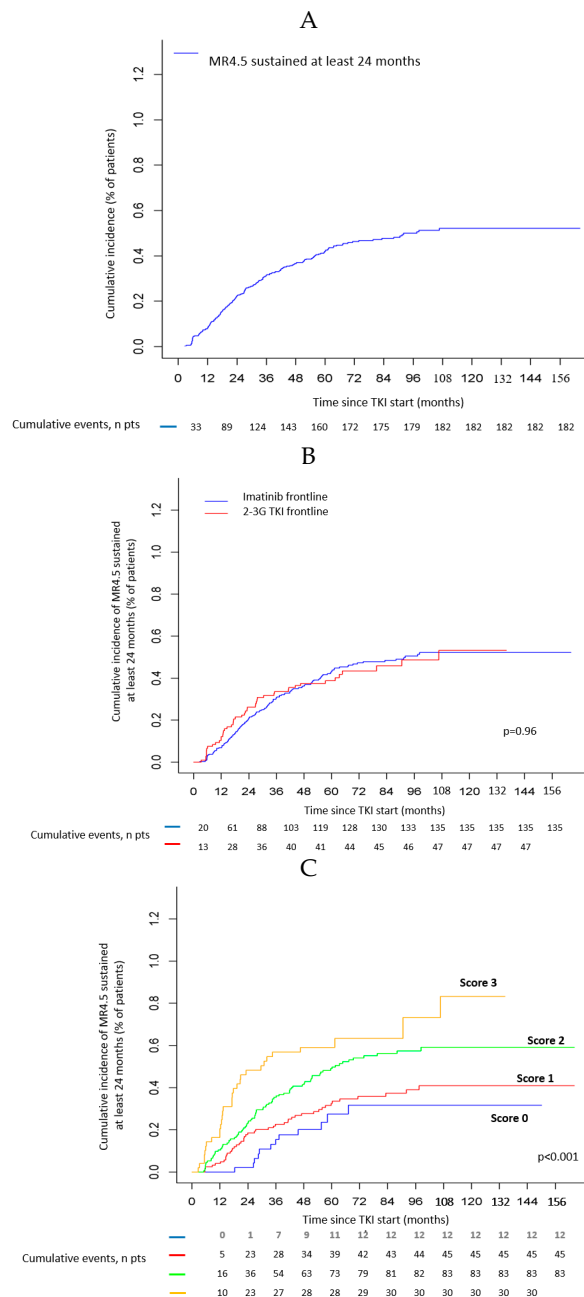 A
MR4.5 sustained at least 24 months
Cumulative incidence (% of patients)
0.0 0.2 0.4 0.6 0.8 1.0 1.2
0 12 24 36 48 60 72 84 96 108 132 144 156
Time since TKI start (months)
Cumulative events, n pts 33 89 124 143 160 172 175 179 182 182 182 182 182
B
Imatinib frontline
2-3G TKI frontline
Cumulative incidence of MR4.5 sustained
at least 24 months (% of patients)
0.0 0.2 0.4 0.6 0.8 1.0 1.2
p=0.96
0 12 24 36 48 60 72 84 96 108 120 132 144 156
Time since TKI start (months)
Cumulative events, n pts
20 61 88 103 119 128 130 133 135 135 135 135 135
13 28 36 40 41 44 45 46 47 47 47 47
C
Cumulative incidence of MR4.5 sustained
at least 24 months (% of patients)
0.0 0.2 0.4 0.6 0.8 1.0 1.2
Score 3
Score 2
Score 1
Score 0
p<0.001
0 12 24 36 48 60 72 84 96 108 120 132 144 156
Time since TKI start (months)
Cumulative events, n pts
0 1 7 9 11 12 12 12 12 12 12 12 12
5 23 28 34 39 42 43 44 45 45 45 45 45
16 36 54 63 73 79 81 82 83 83 83 83 83
10 23 27 28 28 29 30 30 30 30 30 30